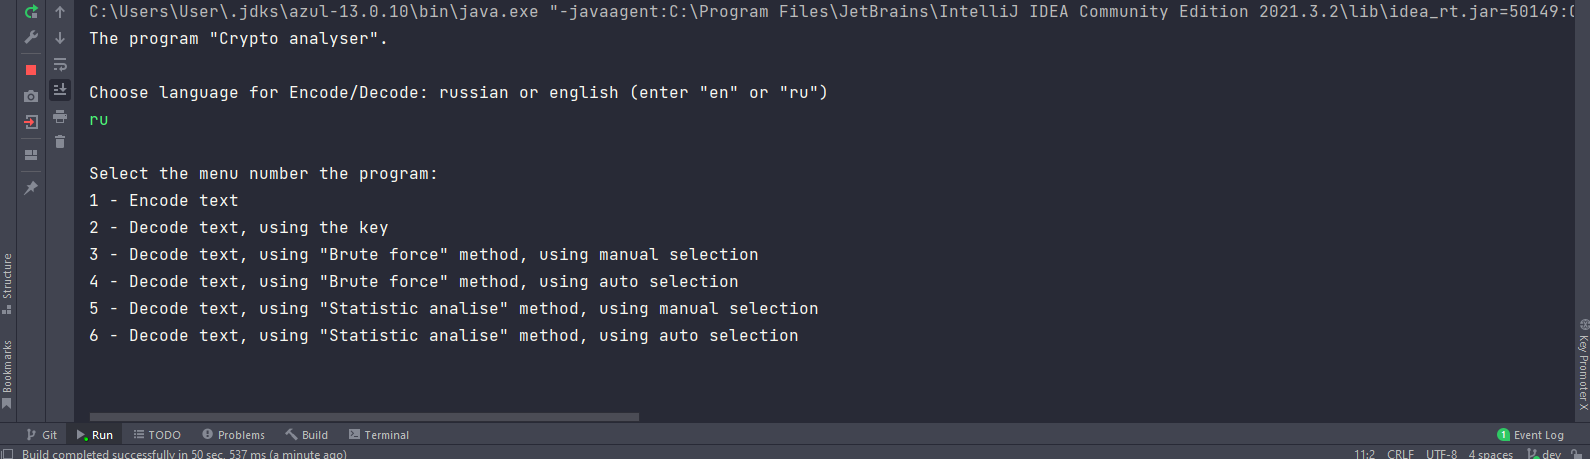 C:\Users\User\.jdks\azul-13.0.10\bin\java.exe "-javaagent:C:\Program Files\JetBrains\IntelliJ IDEA Community Edition 2021.3.2\lib\idea_rt.jar=50149:
The program "Crypto analyser".
Choose language for Encode/Decode: russian or english (enter "en" or "ru")
ru
Select the menu number the program:
1 - Encode text
2 - Decode text, using the key
3 - Decode text, using "Brute force" method, using manual selection
4 - Decode text, using "Brute force" method, using auto selection
5 - Decode text, using "Statistic analise" method, using manual selection
6 - Decode text, using "Statistic analise" method, using auto selection
Structure
Bookmarks
Key Promoter X
Git Run TODO Problems Build Terminal 1 Event Log
Build completed successfully in 50 sec, 537 ms (a minute ago) 11:2 CRLF UTF-8 4 spaces dev